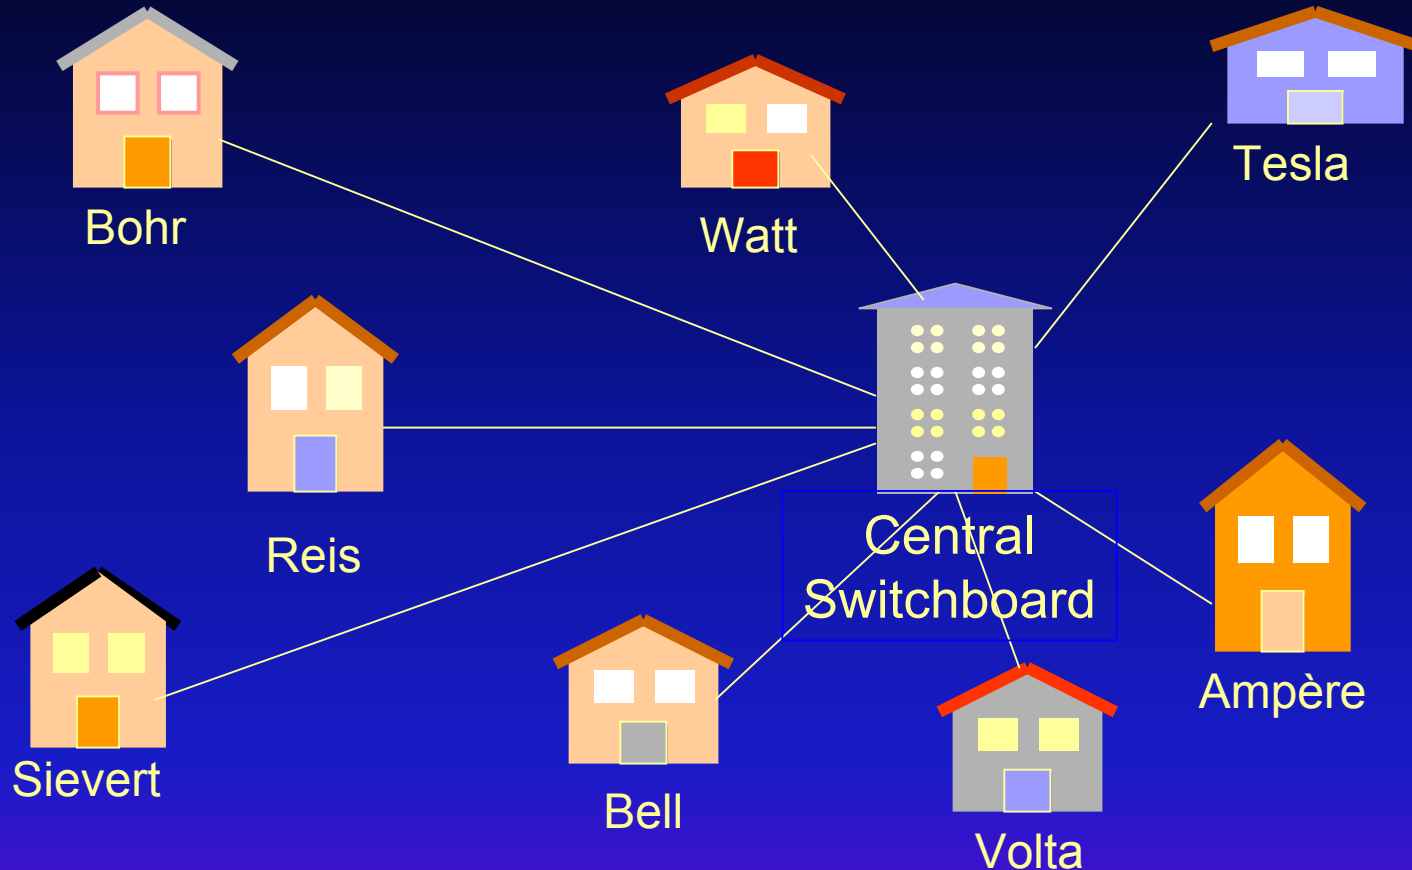 Bohr
Watt
Tesla
Reis
Central
Switchboard
Ampère
Sievert
Bell
Volta